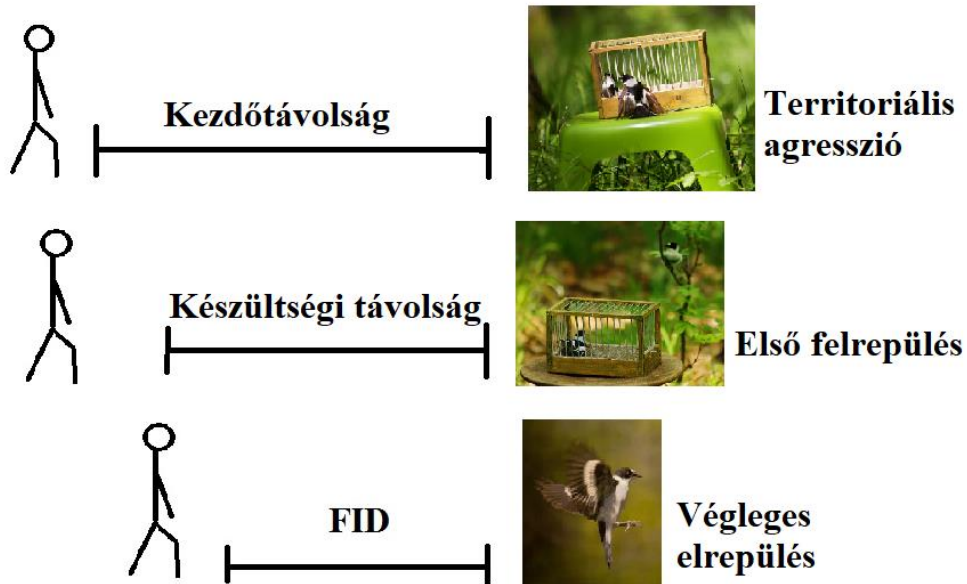 Kezdőtávolság
Territoriális
agresszió
Készültségi távolság
Első felrepülés
FID
Végleges
elrepülés